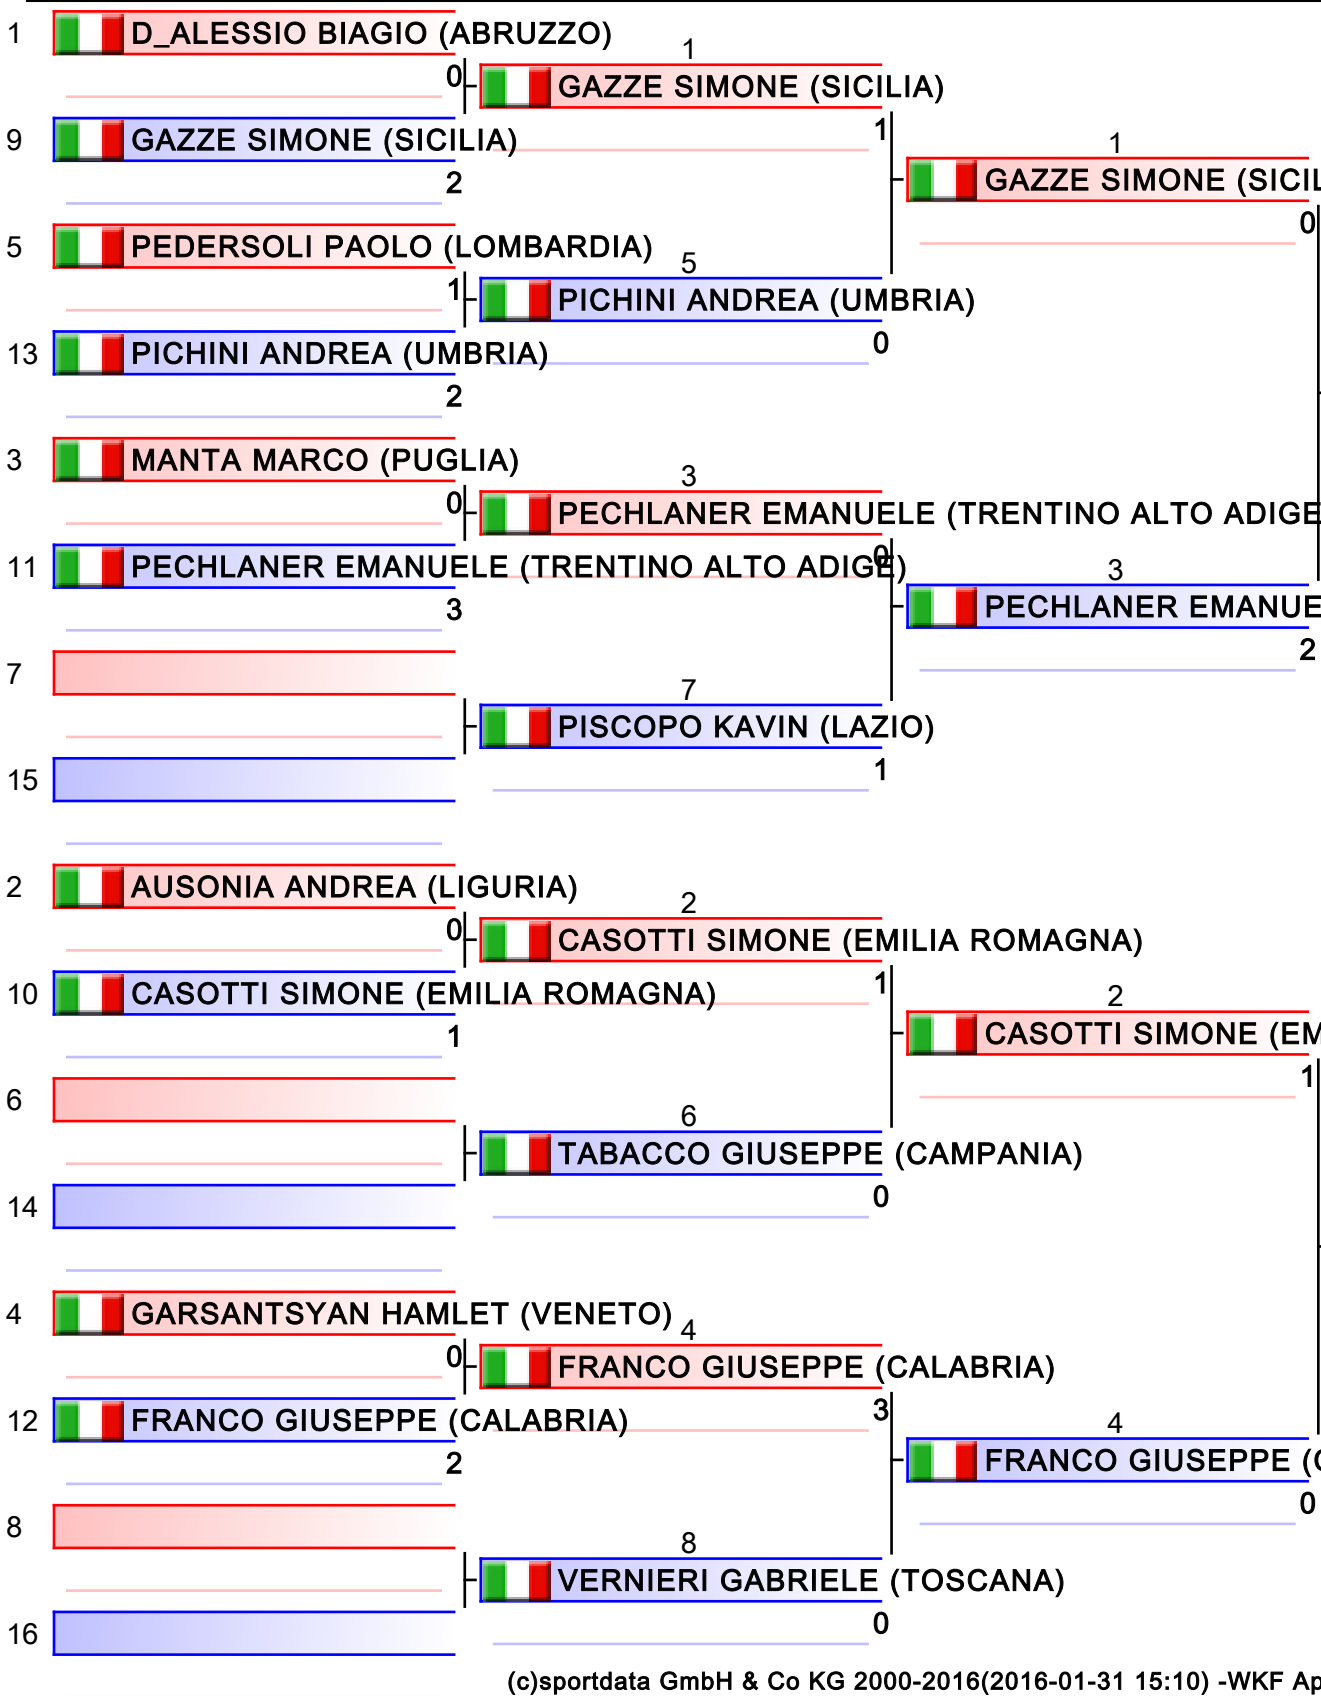 1 D_ALESSIO BIAGIO (ABRUZZO)
0
9 GAZZE SIMONE (SICILIA)
2
5 PEDERSOLI PAOLO (LOMBARDIA)
1
13 PICHINI ANDREA (UMBRIA)
2
3 MANTA MARCO (PUGLIA)
0
11 PECHLANER EMANUELE (TRENTINO ALTO ADIGE)
3
7
15
2 AUSONIA ANDREA (LIGURIA)
0
10 CASOTTI SIMONE (EMILIA ROMAGNA)
1
6
14
4 GARSANTSYAN HAMLET (VENETO)
0
12 FRANCO GIUSEPPE (CALABRIA)
2
8
16
1
GAZZE SIMONE (SICILIA)
1
5
PICHINI ANDREA (UMBRIA)
0
3
PECHLANER EMANUELE (TRENTINO ALTO ADIGE
0
7
PISCOPO KAVIN (LAZIO)
1
2
CASOTTI SIMONE (EMILIA ROMAGNA)
1
6
TABACCO GIUSEPPE (CAMPANIA)
0
4
FRANCO GIUSEPPE (CALABRIA)
3
8
VERNIERI GABRIELE (TOSCANA)
0
1
GAZZE SIMONE (SICIL
0
3
PECHLANER EMANUE
2
2
CASOTTI SIMONE (EM
1
4
FRANCO GIUSEPPE (C
0
(c)sportdata GmbH & Co KG 2000-2016(2016-01-31 15:10) -WKF Ap